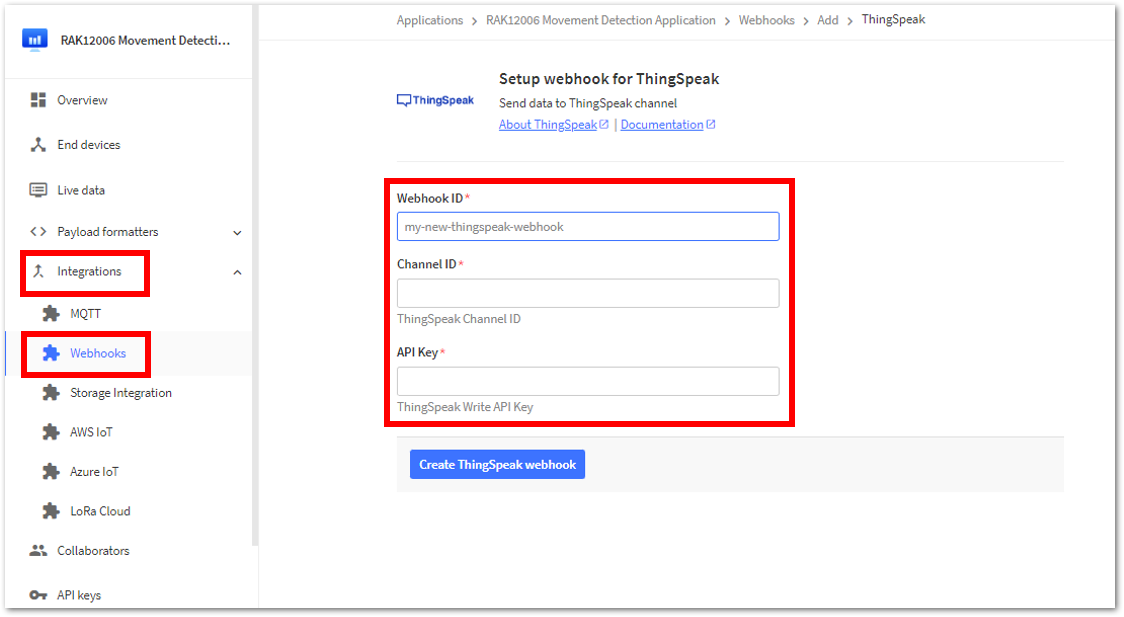 RAK12006 Movement Detecti...
Overview
End devices
Live data
Payload formatters
Integrations
MQTT
Webhooks
Storage Integration
AWS IoT
Azure IoT
LoRa Cloud
Collaborators
API keys
Applications > RAK12006 Movement Detection Application > Webhooks > Add > ThingSpeak
ThingSpeak
Setup webhook for ThingSpeak
Send data to ThingSpeak channel
About ThingSpeak | Documentation
Webhook ID*
my-new-thingspeak-webhook
Channel ID*
ThingSpeak Channel ID
API Key*
ThingSpeak Write API Key
Create ThingSpeak webhook